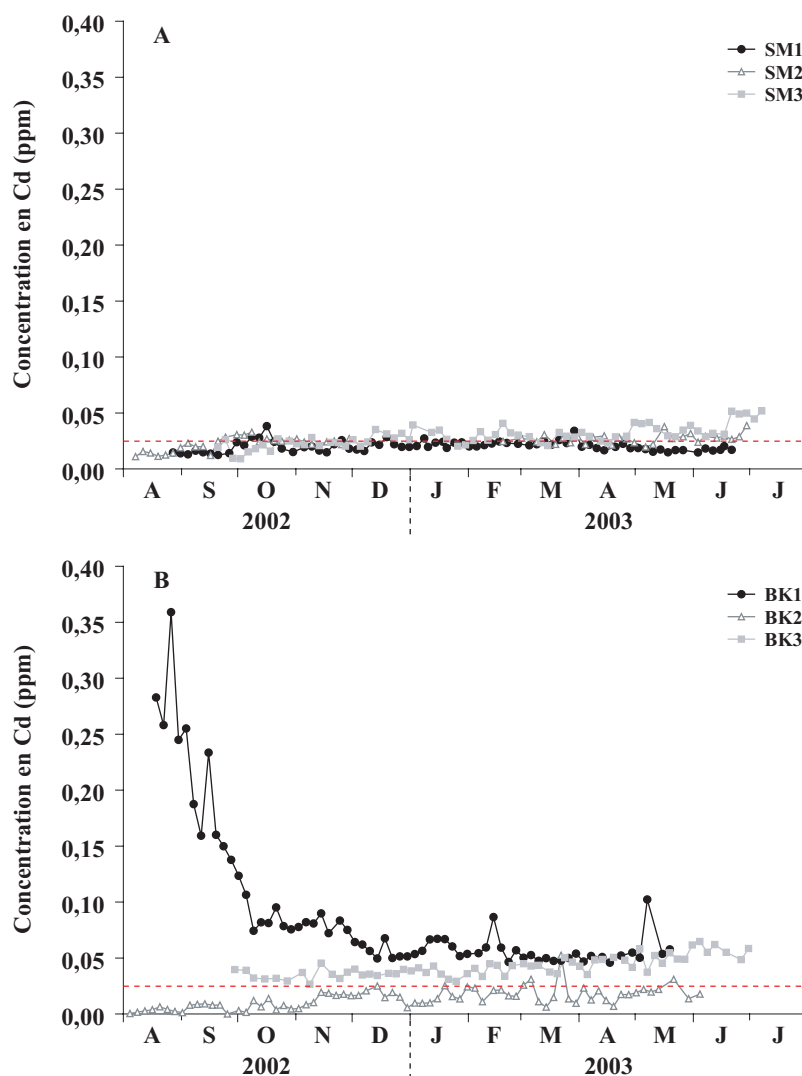 A
SM1
SM2
SM3
Concentration en Cd (ppm)
0,40
0,35
0,30
0,25
0,20
0,15
0,10
0,05
0,00
A S O N D J F M A M J J
2002 2003
B
BK1
BK2
BK3
Concentration en Cd (ppm)
0,40
0,35
0,30
0,25
0,20
0,15
0,10
0,05
0,00
A S O N D J F M A M J J
2002 2003